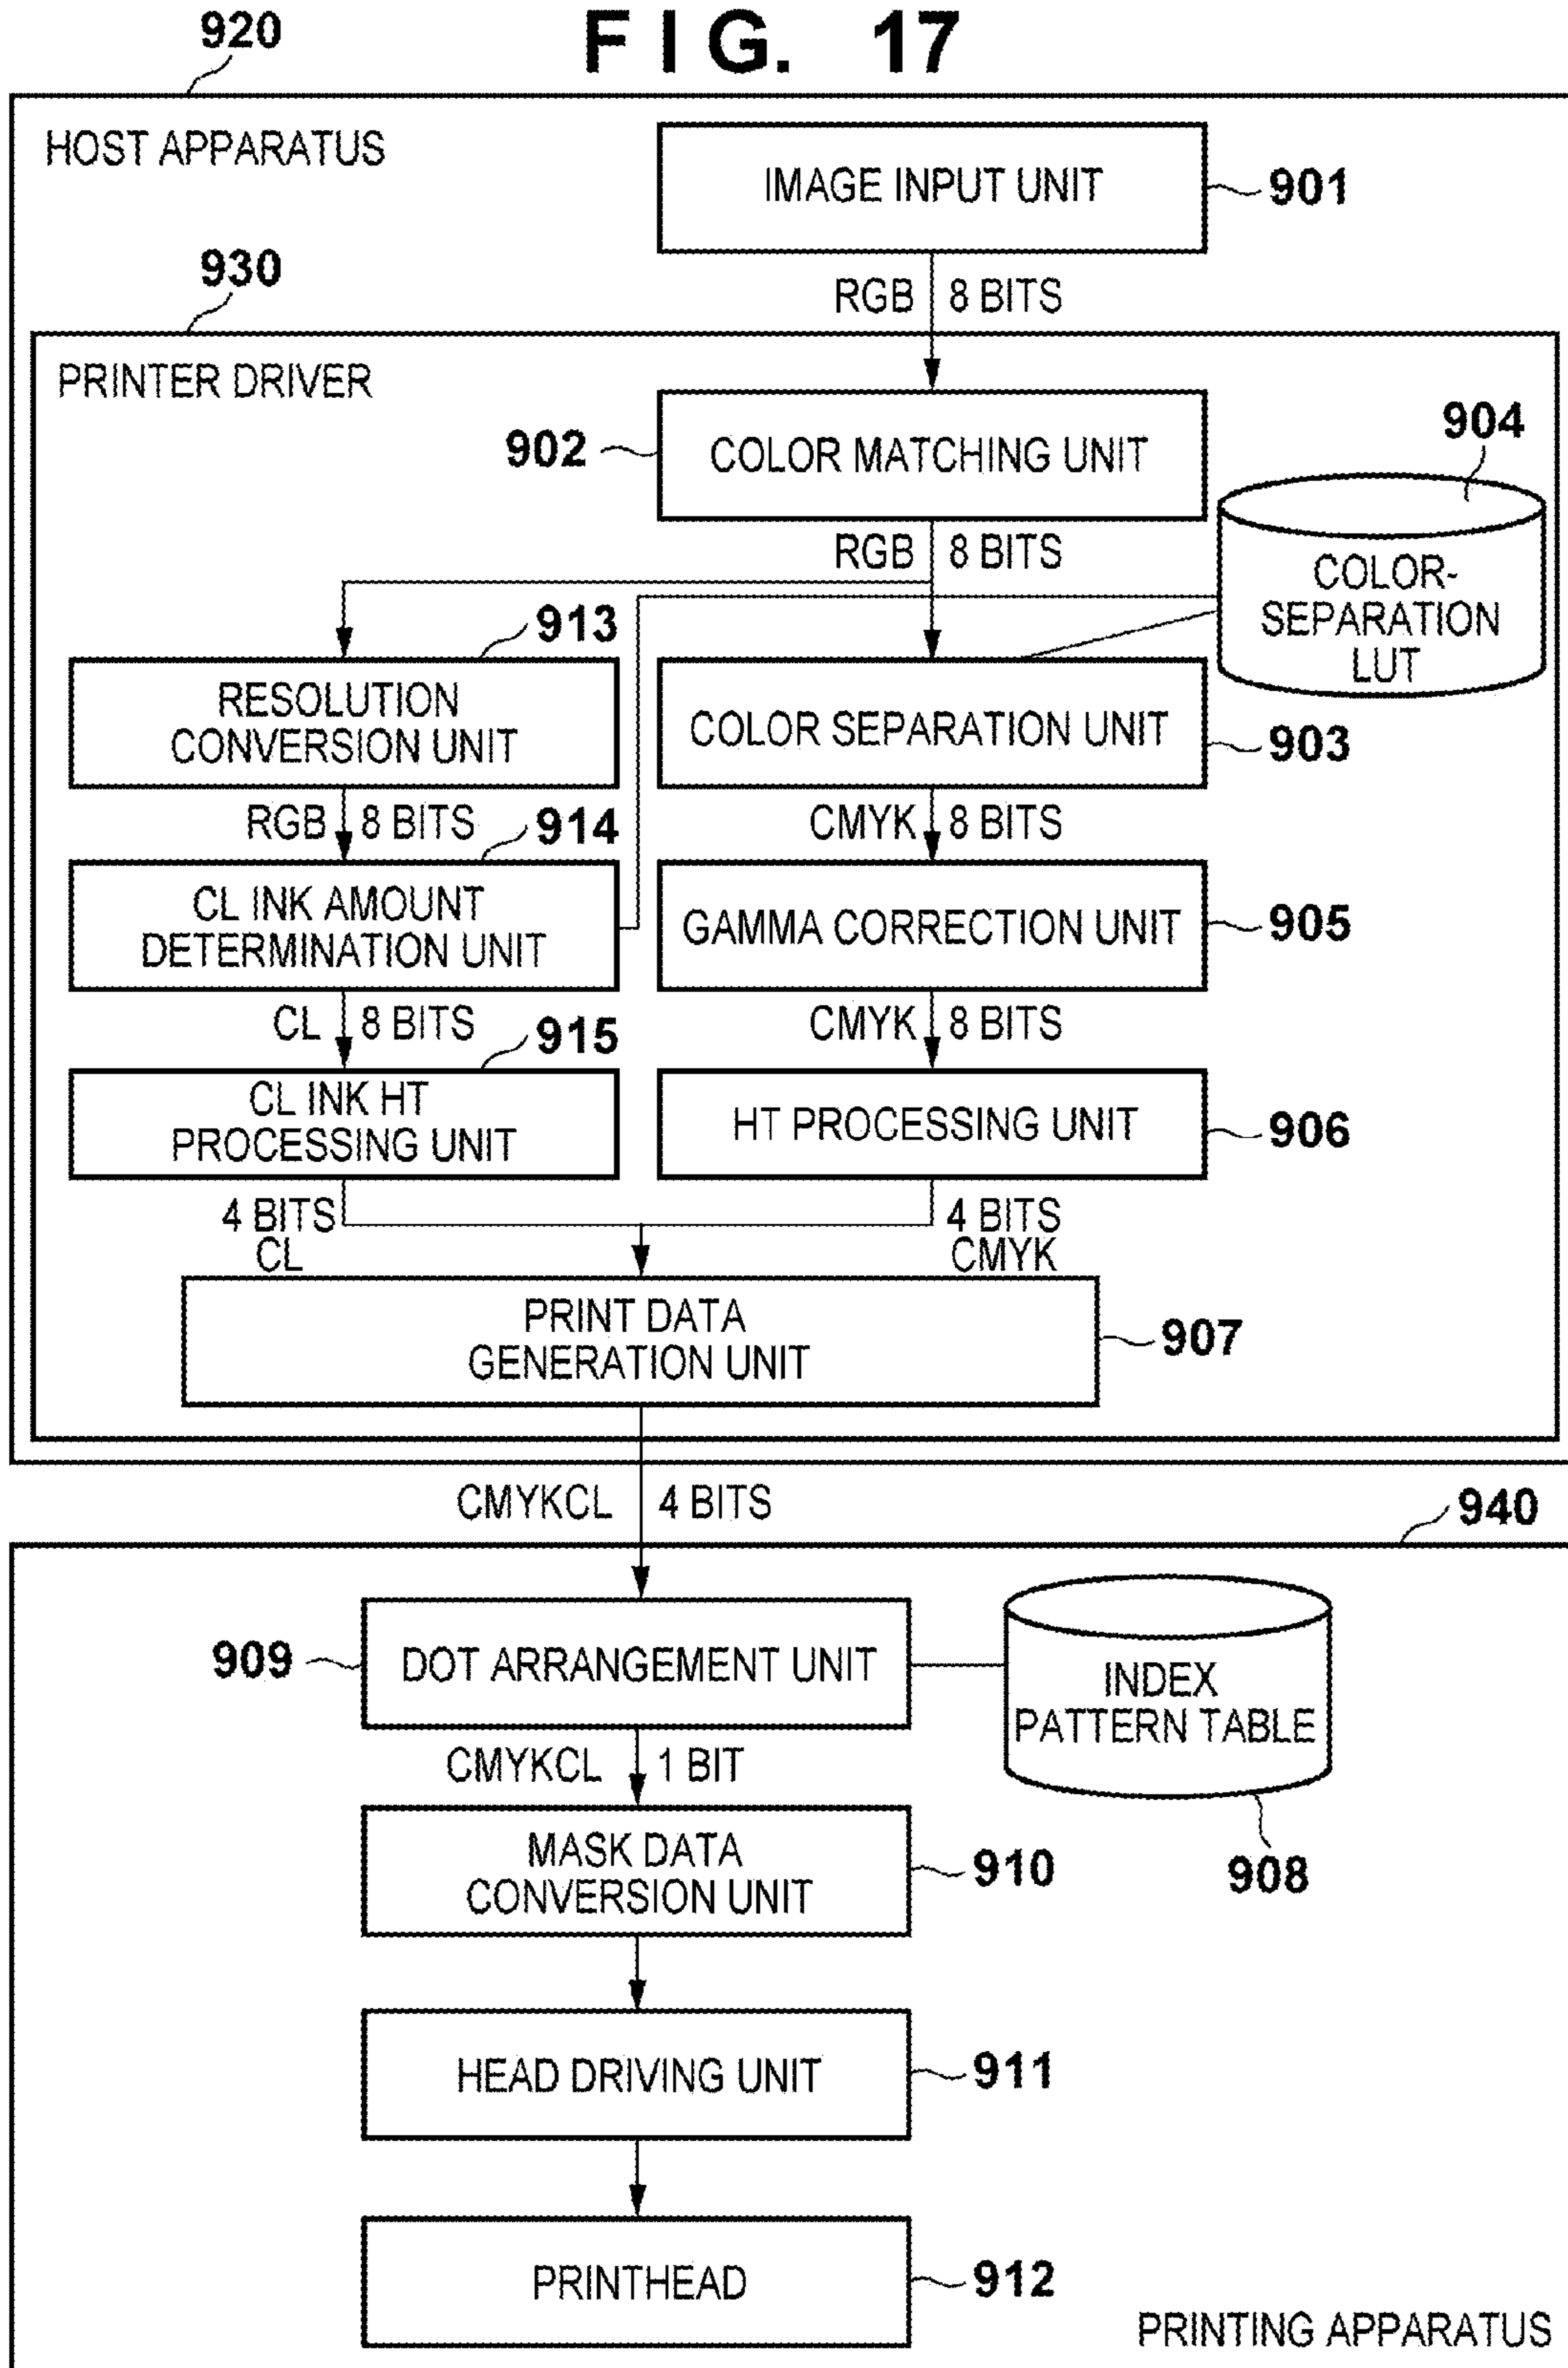 FIG. 17
920
HOST APPARATUS
IMAGE INPUT UNIT
901
930
RGB 8 BITS
PRINTER DRIVER
904
902
COLOR MATCHING UNIT
RGB 8 BITS
COLOR-
SEPARATION
LUT
913
RESOLUTION
CONVERSION UNIT
COLOR SEPARATION UNIT
903
RGB 8 BITS
914
CMYK 8 BITS
CL INK AMOUNT
DETERMINATION UNIT
GAMMA CORRECTION UNIT
905
CL 8 BITS
915
CMYK 8 BITS
CL INK HT
PROCESSING UNIT
HT PROCESSING UNIT
906
4 BITS
CL
4 BITS
CMYK
PRINT DATA
GENERATION UNIT
907
CMYKCL 4 BITS
940
909
DOT ARRANGEMENT UNIT
INDEX
PATTERN TABLE
CMYKCL 1 BIT
908
MASK DATA
CONVERSION UNIT
910
HEAD DRIVING UNIT
911
PRINTHEAD
912
PRINTING APPARATUS